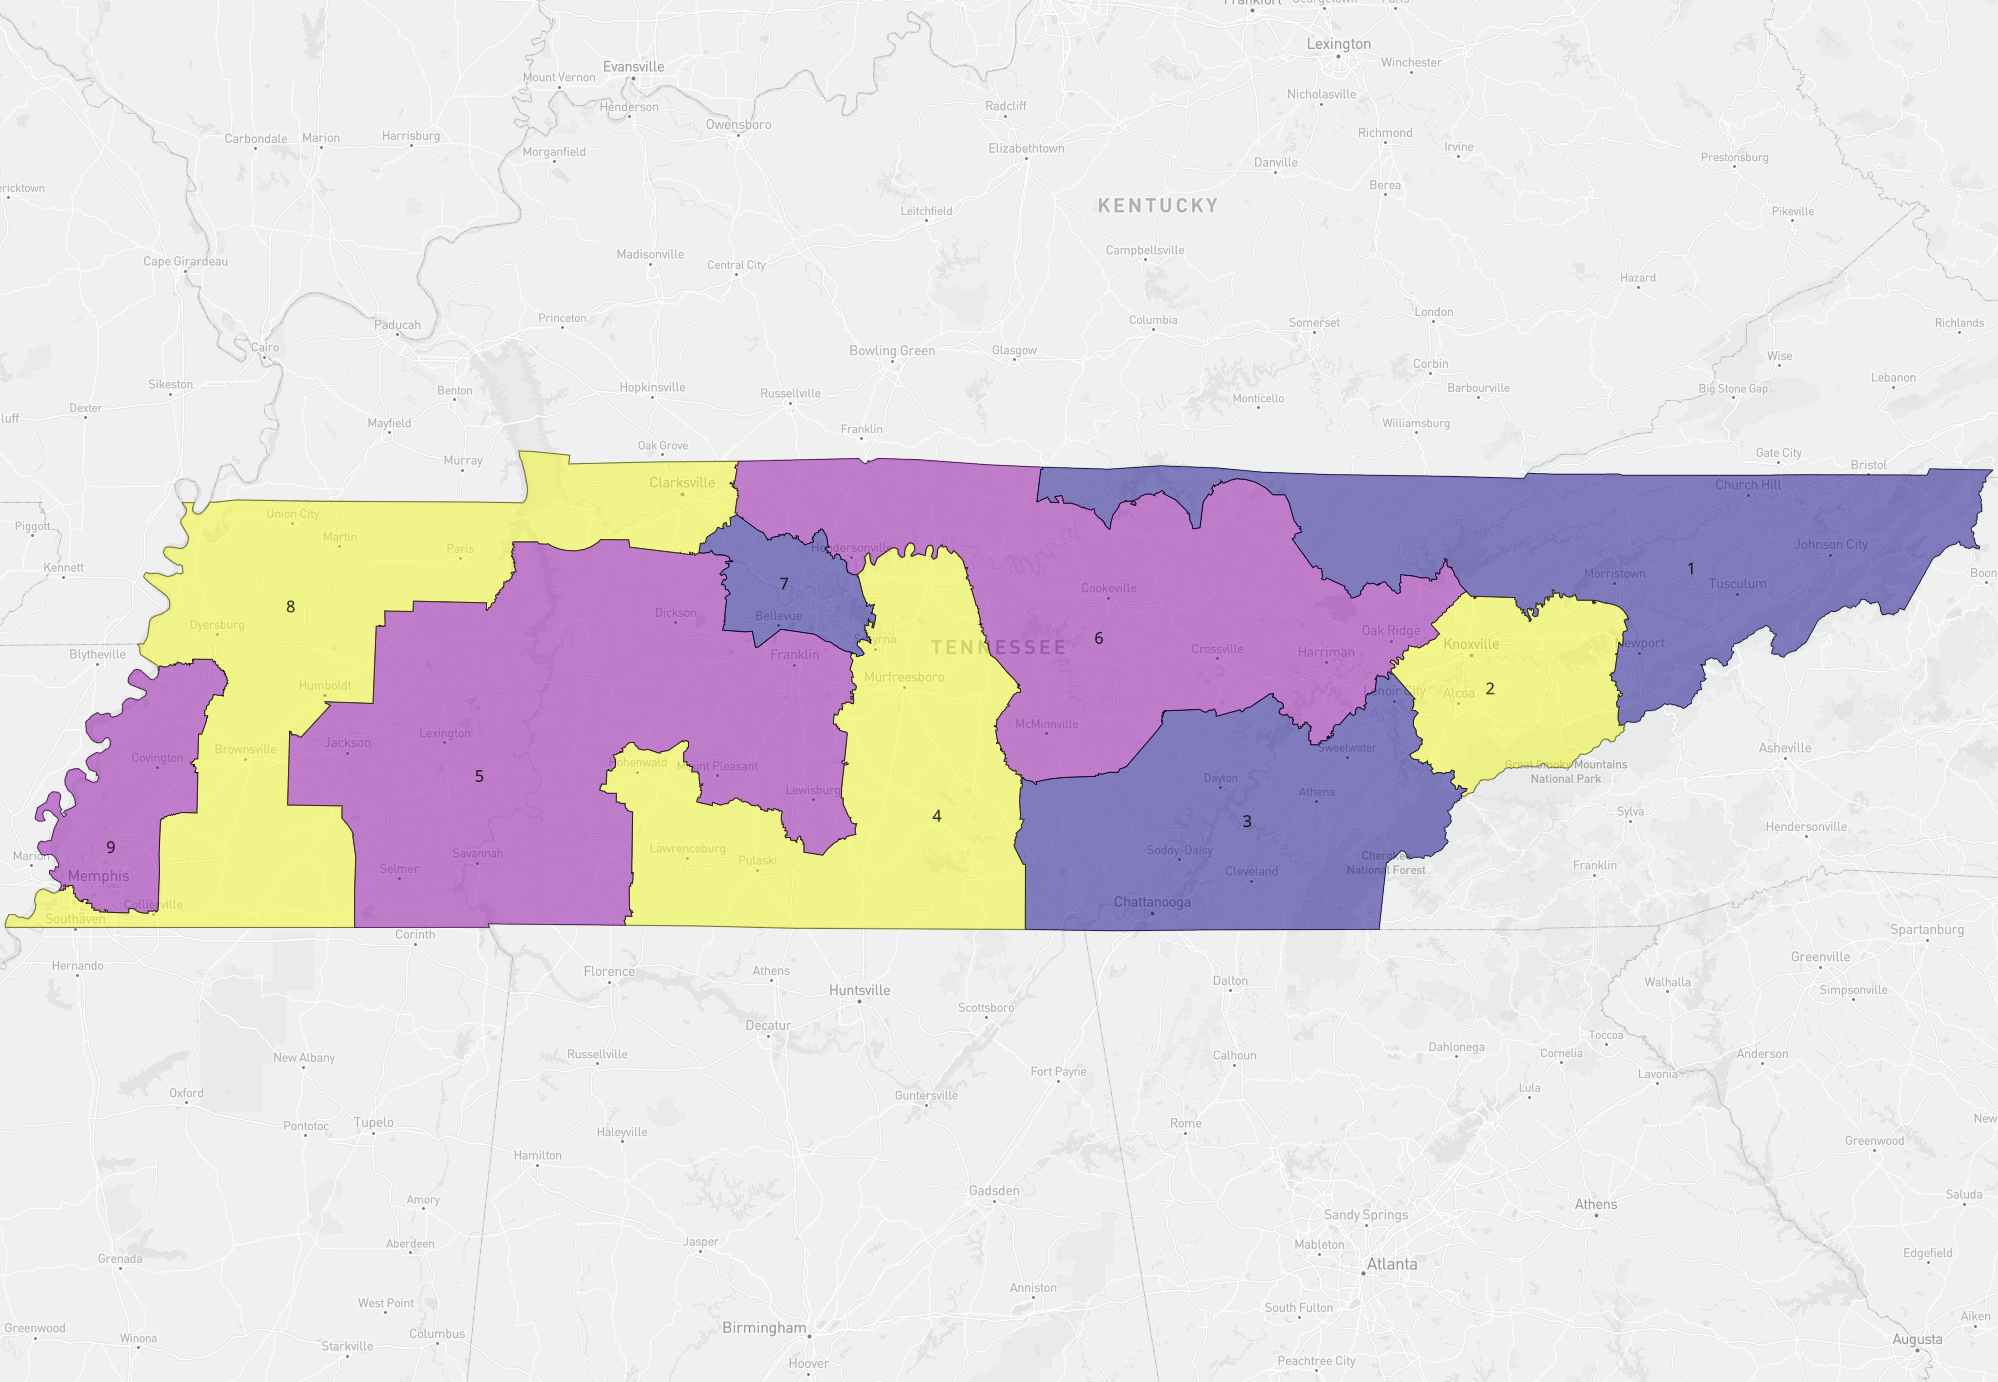 Frankfort
Georgetown
Paris
Lexington
Winchester
Evansville
Mount Vernon
Henderson
Nicholasville
Radcliff
Owensboro
Richmond
Carbondale
Marion
Harrisburg
Irvine
Elizabethtown
Morganfield
Danville
Prestonsburg
ericktown
Berea
KENTUCKY
Leitchfield
Pikeville
Campbellsville
Madisonville
Cape Girardeau
Central City
Hazard
Princeton
Columbia
London
Paducah
Somerset
Richlands
Cairo
Bowling Green
Glasgow
Wise
Corbin
Sikeston
Benton
Hopkinsville
Russellville
Barbourville
Big Stone Gap
Lebanon
Dexter
Monticello
luff
Mayfield
Franklin
Williamsburg
Oak Grove
Gate City
Murray
Bristol
Clarksville
Church Hill
Union City
Piggott
Martin
Paris
Hendersonville
Johnson City
Kennett
1
Morristown
Boon
7
Cookeville
Tusculum
8
Dickson
Bellevue
Dyersburg
Oak Ridge
6
TENNESSEE
Knoxville
Newport
Blytheville
Franklin
Crossville
Harriman
Murfreesboro
Humboldt
2
Alcoa
Lenoir City
McMinnville
Lexington
Jackson
Brownsville
Sweetwater
Asheville
Covington
Hohenwald
Mount Pleasant
Great Smoky Mountains
National Park
5
Dayton
Lewisburg
Athens
4
3
Sylva
Hendersonville
9
Lawrenceburg
Soddy-Daisy
Savannah
Marion
Pulaski
Cherokee
National Forest
Franklin
Selmer
Cleveland
Memphis
Collierville
Chattanooga
Southaven
Corinth
Spartanburg
Greenville
Hernando
Florence
Athens
Dalton
Walhalla
Huntsville
Simpsonville
Scottsboro
Decatur
Toccoa
Dahlonega
New Albany
Russellville
Calhoun
Cornelia
Anderson
Fort Payne
Lavonia
Oxford
Guntersville
Lula
Pontotoc
Tupelo
Rome
New
Haleyville
Greenwood
Hamilton
Gadsden
Amory
Athens
Saluda
Sandy Springs
Aberdeen
Jasper
Mableton
Grenada
Edgefield
Atlanta
Anniston
West Point
South Fulton
Aiken
Greenwood
Birmingham
Winona
Columbus
Augusta
Starkville
Hoover
Peachtree City